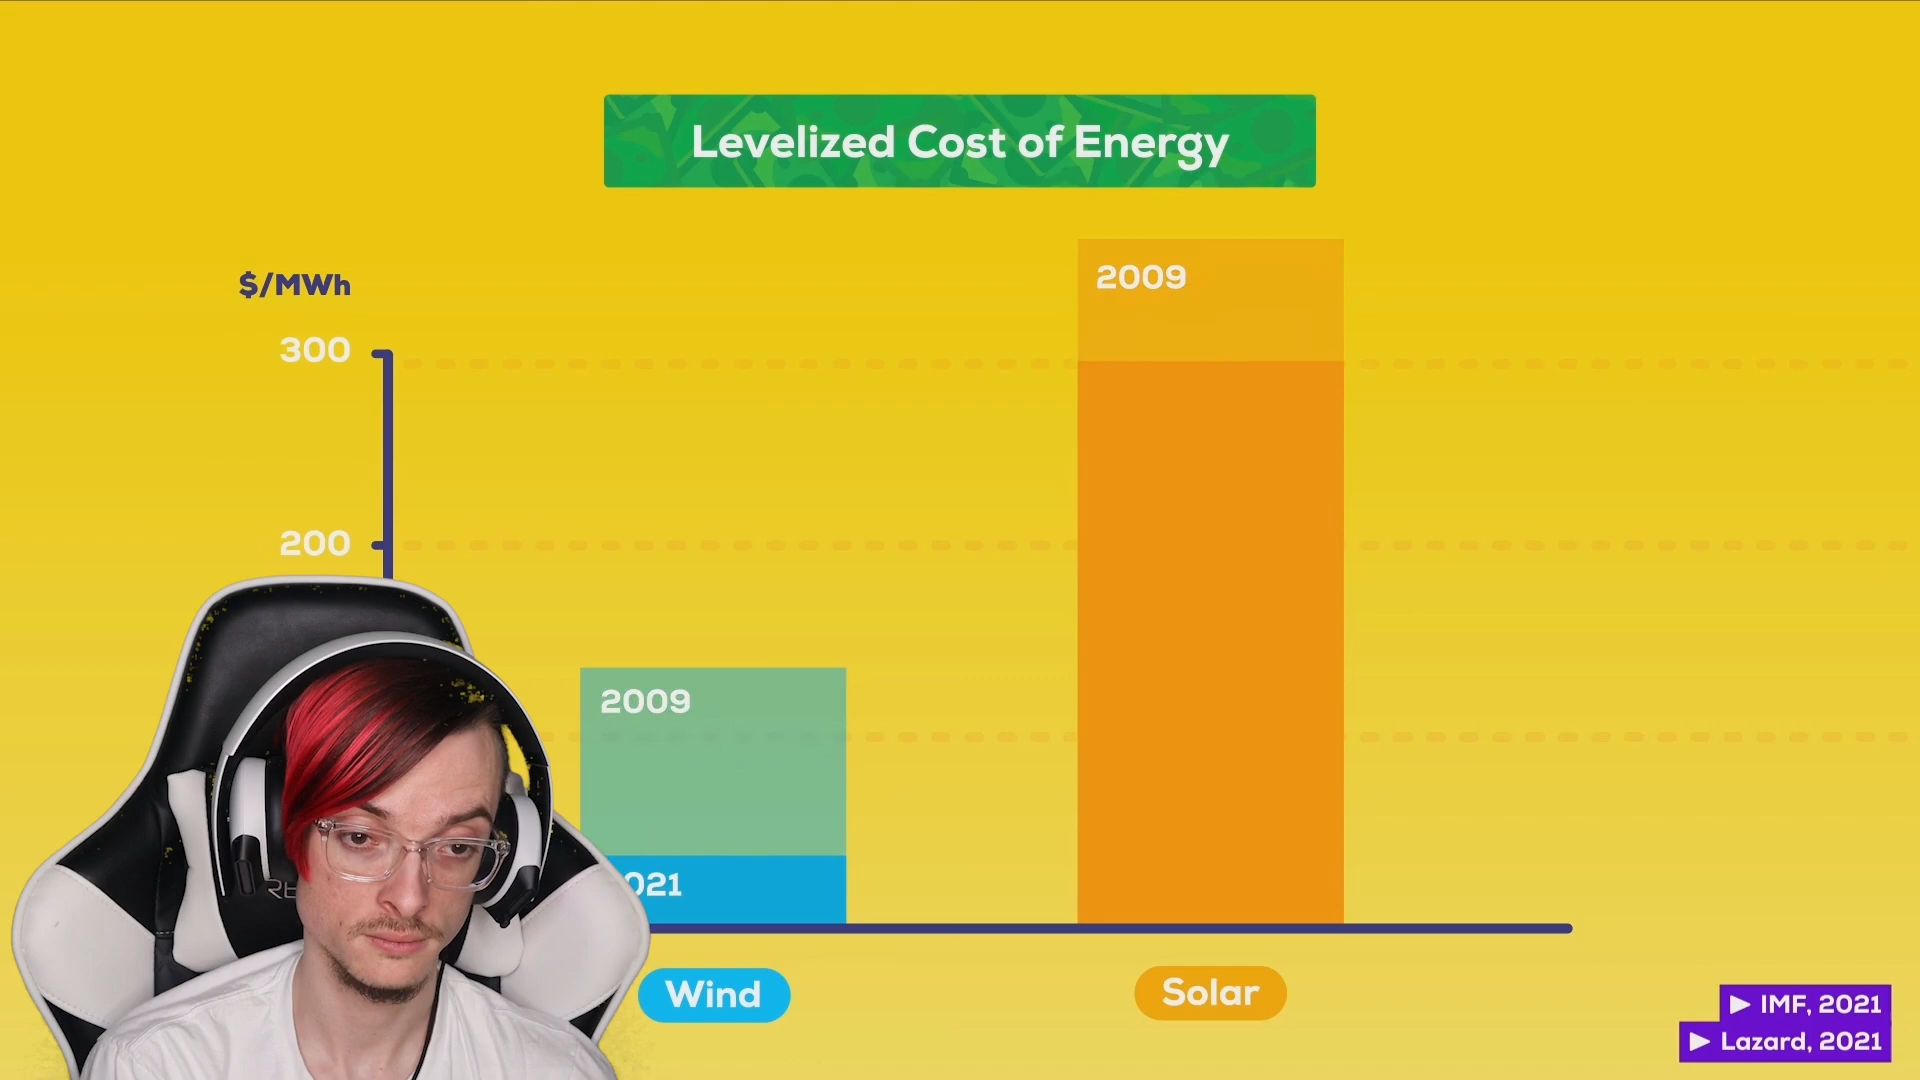 Levelized Cost of Energy
$/MWh
300
200
2009
2009
021
Wind
Solar
▶ IMF, 2021
▶ Lazard, 2021